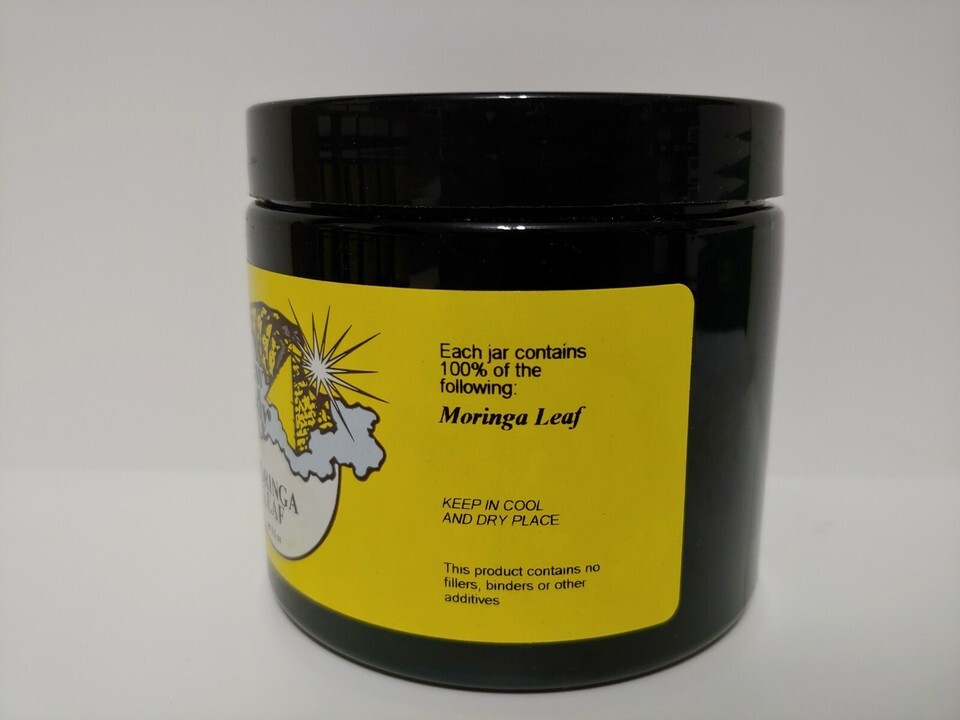 Each jar contains
100% of the
following:
Moringa Leaf
KEEP IN COOL
AND DRY PLACE
This product contains no
fillers, binders or other
additives